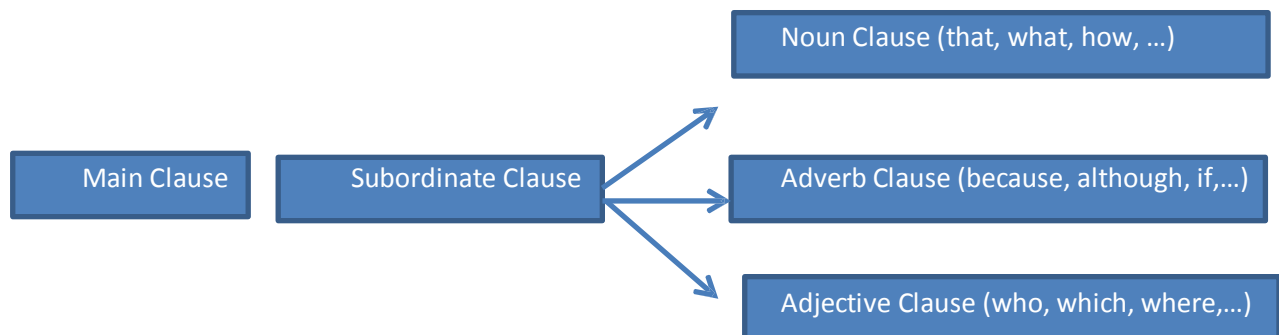 Noun Clause (that, what, how, …)
Main Clause
Subordinate Clause
Adverb Clause (because, although, if,…)
Adjective Clause (who, which, where,…)